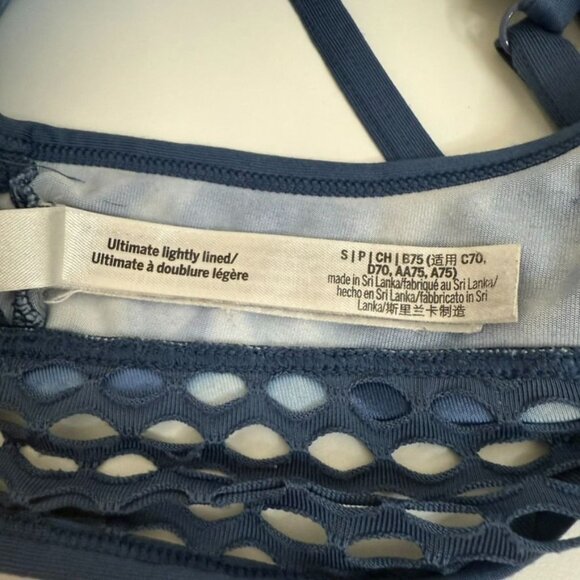 Ultimate lightly lined/
Ultimate à doublure légère
S|P|CH|B75 (适用 C70,
D70, AA75, A75)
made in Sri Lanka/fabriqué au Sri Lanka/
hecho en Sri Lanka/fabbricato in Sri
Lanka/斯里兰卡制造